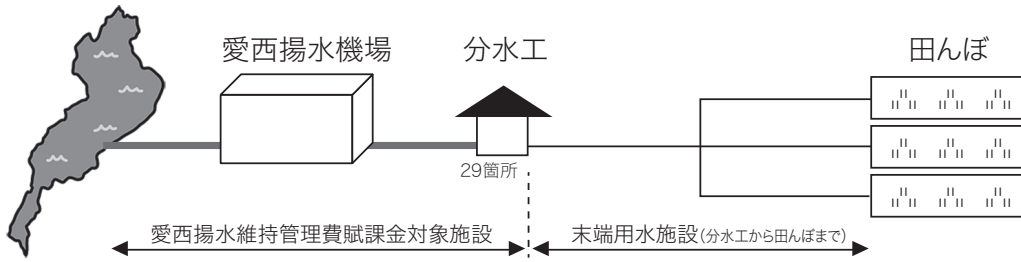 愛西揚水機場
分水工
田んぼ
29箇所
愛西揚水維持管理費賦課金対象施設
末端用水施設(分水工から田んぼまで)